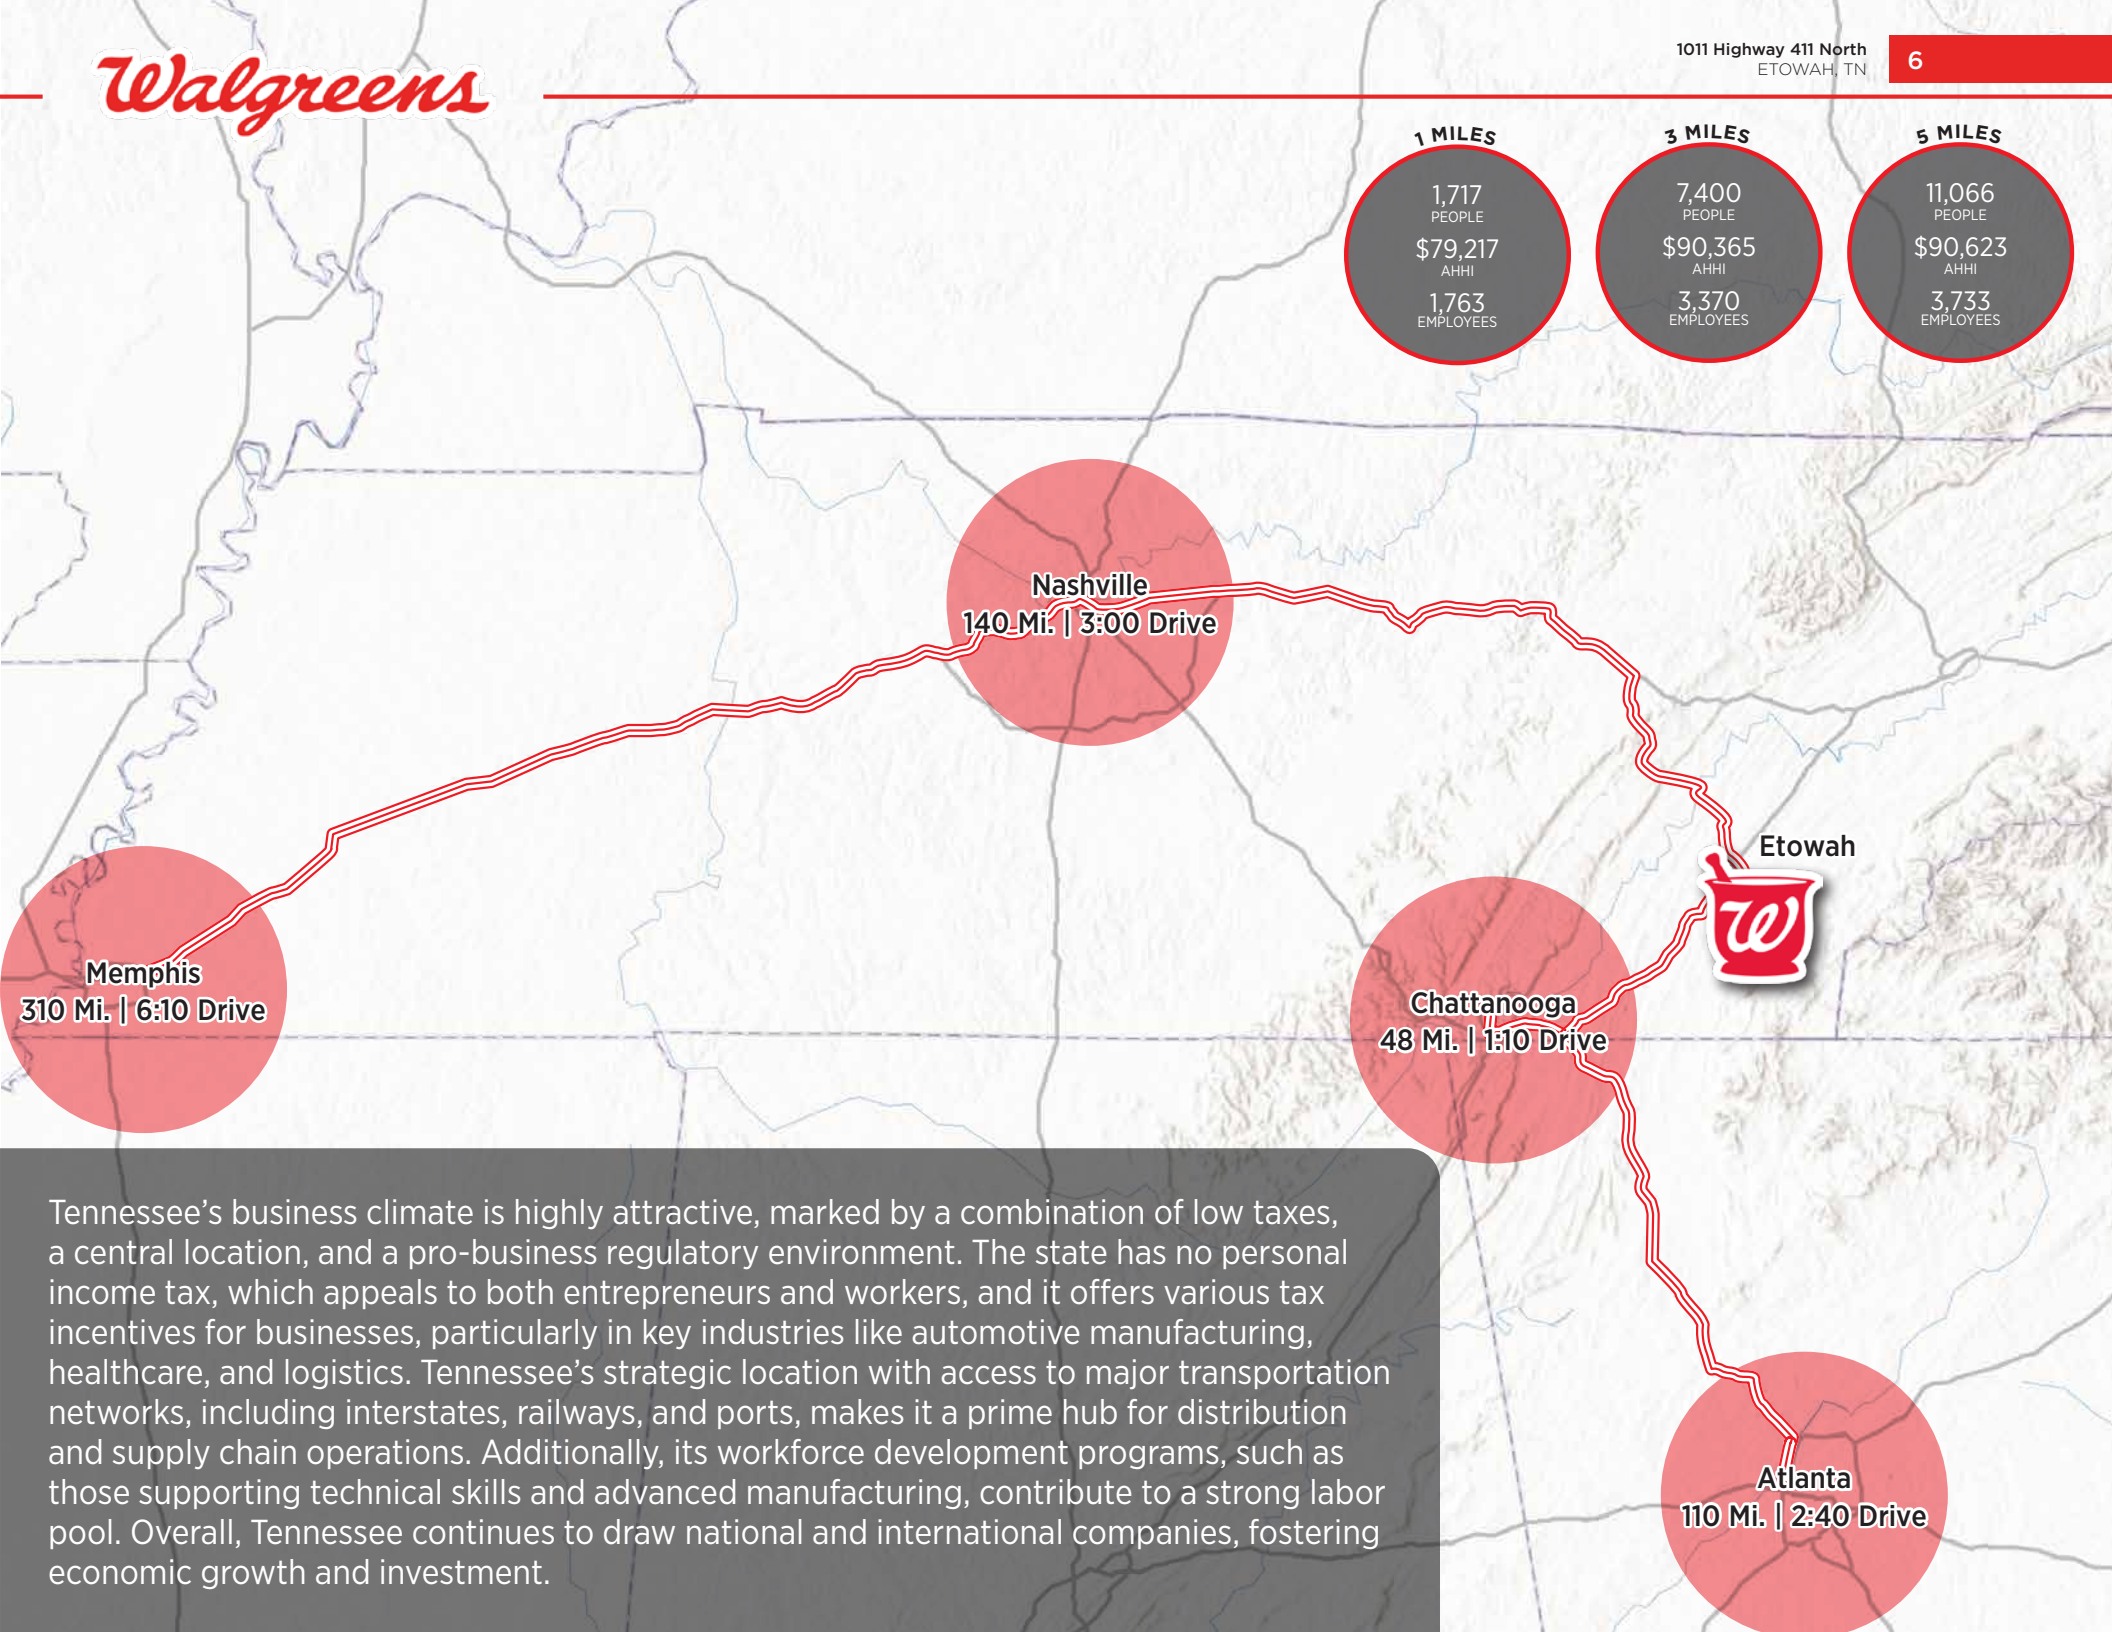 Walgreens
1011 Highway 411 North
ETOWAH, TN
6
1 MILES
1,717
PEOPLE
$79,217
AHHI
1,763
EMPLOYEES
3 MILES
7,400
PEOPLE
$90,365
AHHI
3,370
EMPLOYEES
5 MILES
11,066
PEOPLE
$90,623
AHHI
3,733
EMPLOYEES
Nashville
140 Mi. | 3:00 Drive
Etowah
W
Memphis
310 Mi. | 6:10 Drive
Chattanooga
48 Mi. | 1:10 Drive
Atlanta
110 Mi. | 2:40 Drive
Tennessee’s business climate is highly attractive, marked by a combination of low taxes,
a central location, and a pro-business regulatory environment. The state has no personal
income tax, which appeals to both entrepreneurs and workers, and it offers various tax
incentives for businesses, particularly in key industries like automotive manufacturing,
healthcare, and logistics. Tennessee’s strategic location with access to major transportation
networks, including interstates, railways, and ports, makes it a prime hub for distribution
and supply chain operations. Additionally, its workforce development programs, such as
those supporting technical skills and advanced manufacturing, contribute to a strong labor
pool. Overall, Tennessee continues to draw national and international companies, fostering
economic growth and investment.